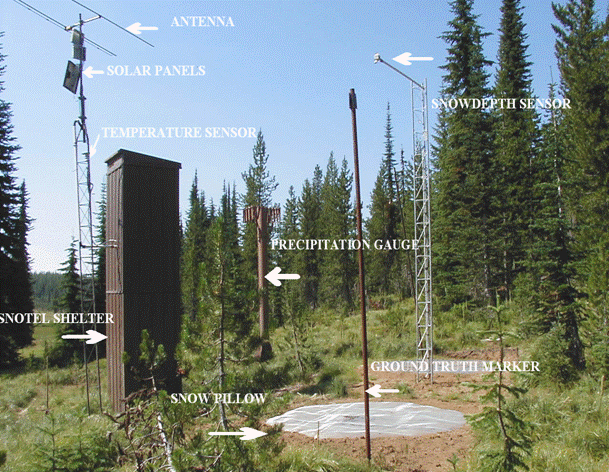 ANTENNA
SOLAR PANELS
SNOWDEPTH SENSOR
TEMPERATURE SENSOR
PRECIPITATION GAUGE
SNOTEL SHELTER
GROUND TRUTH MARKER
SNOW PILLOW